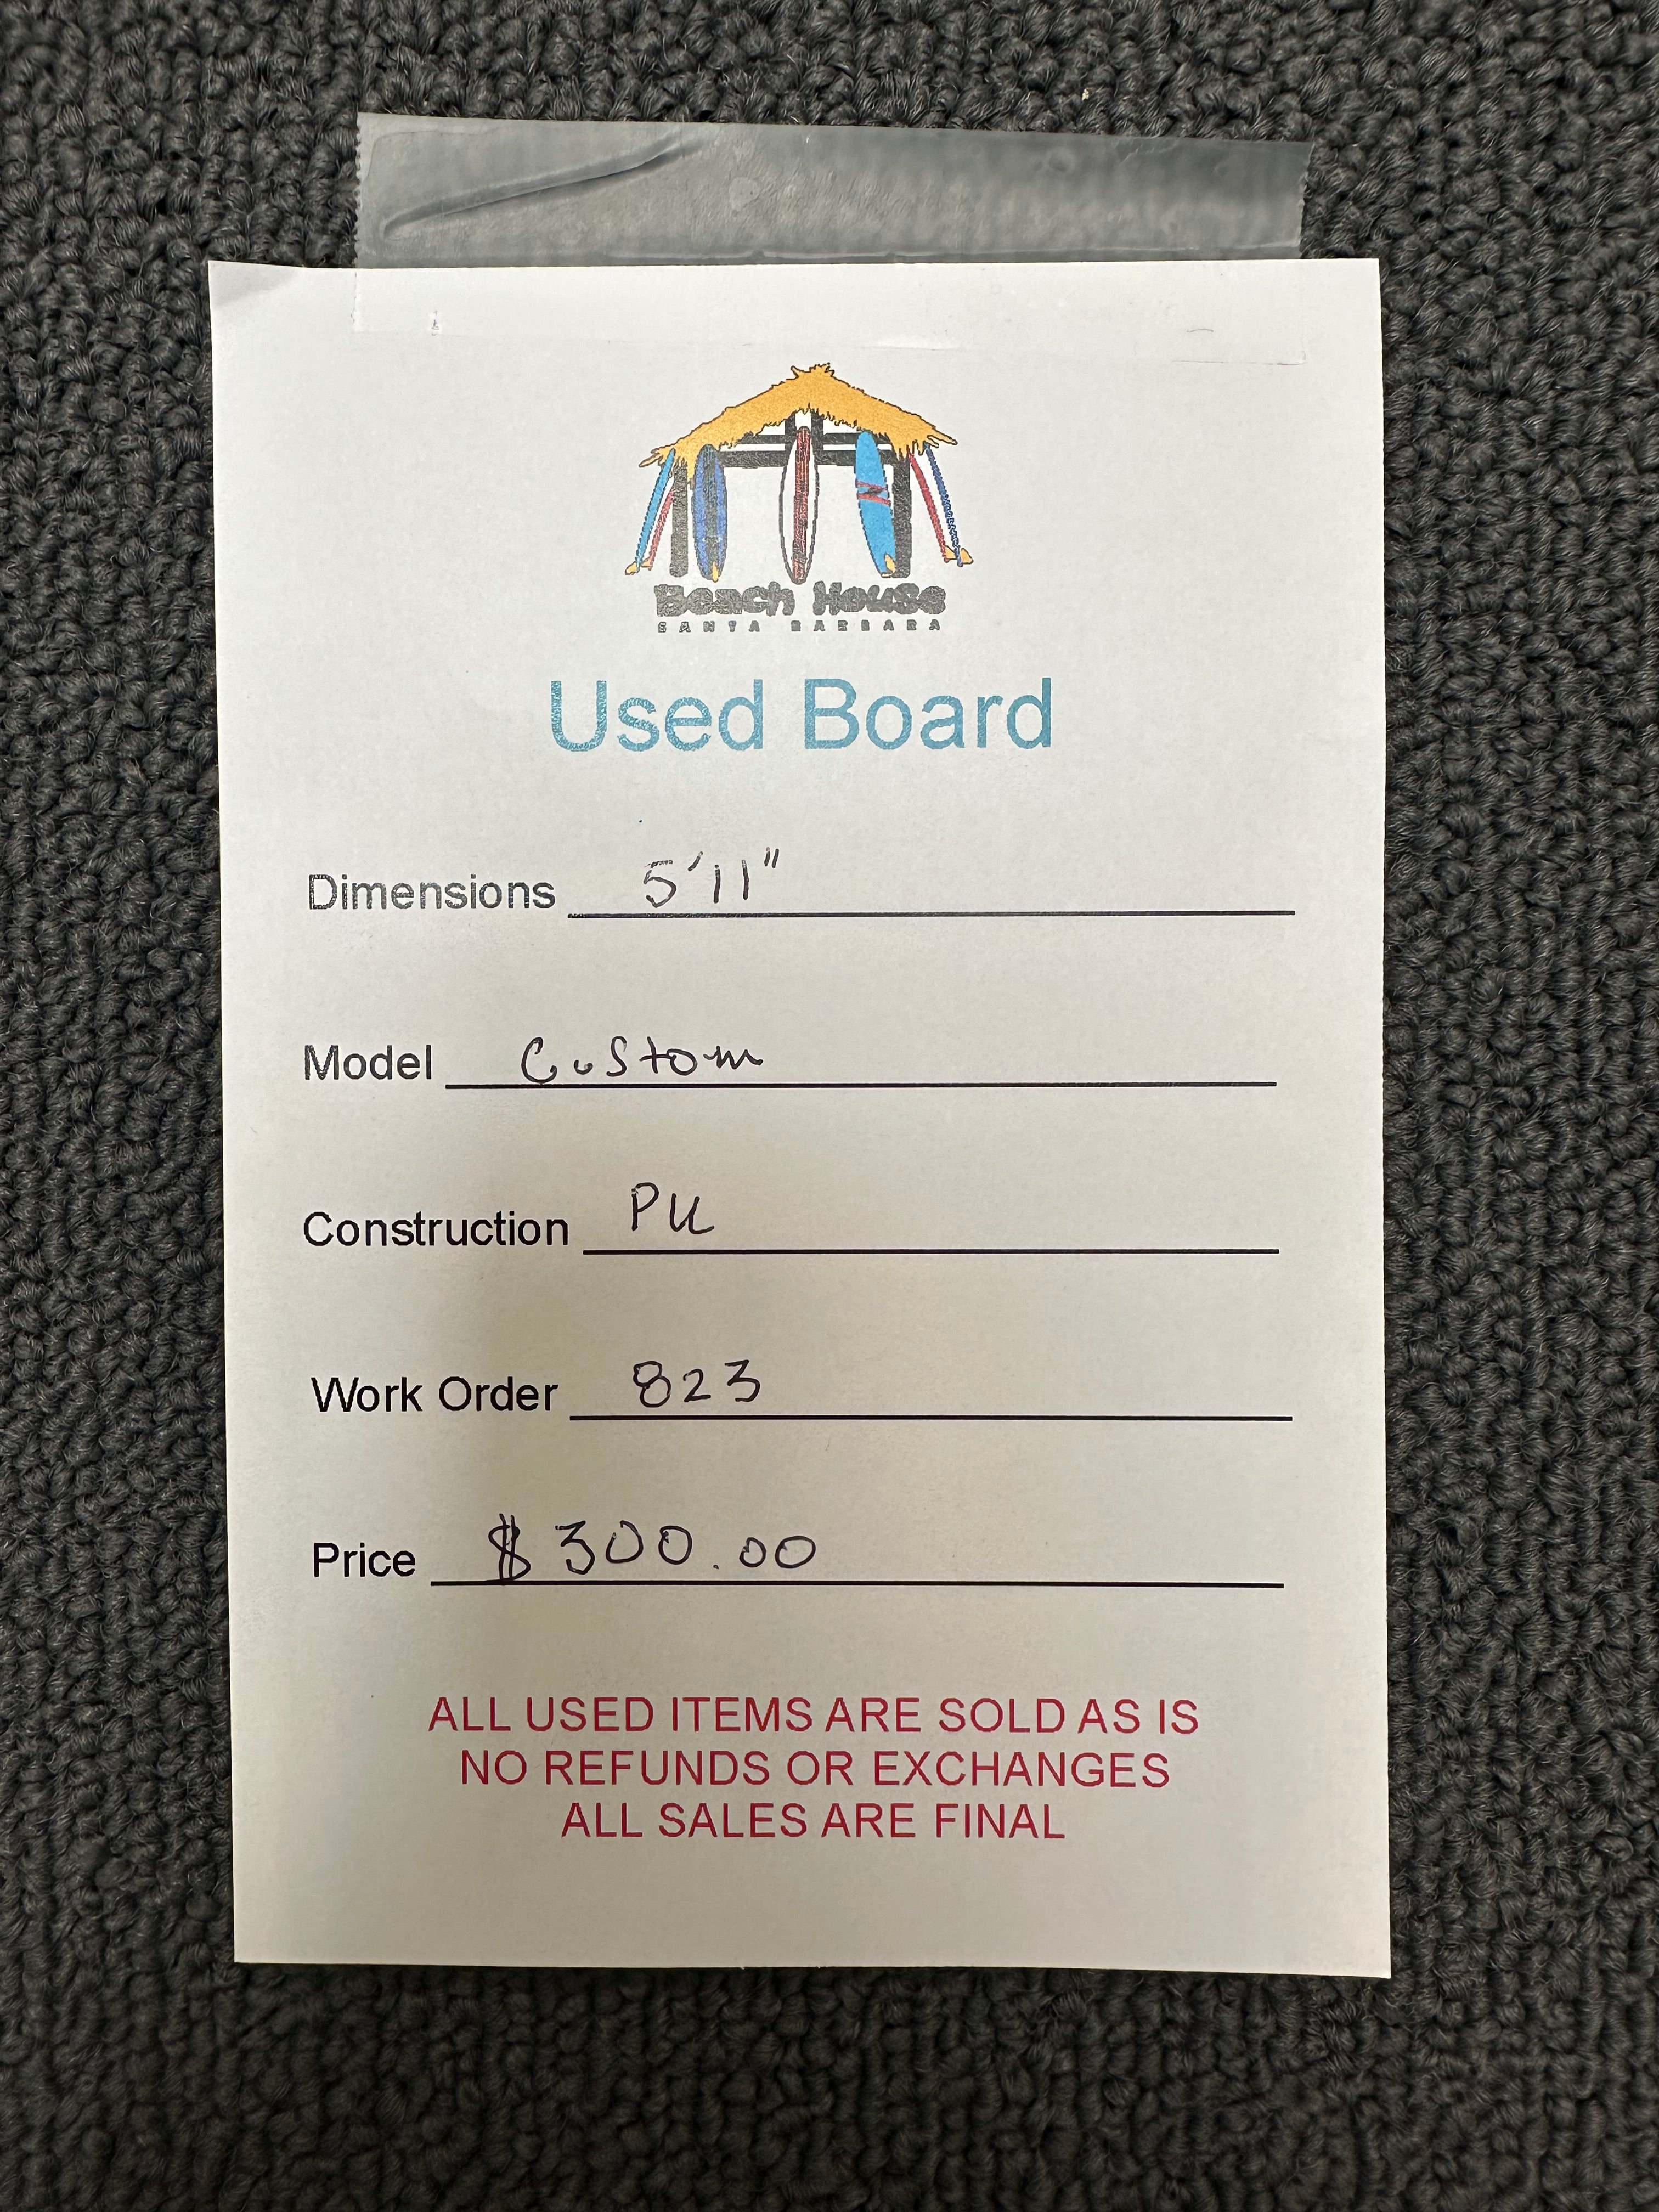 Beach House
SANTA BARBARA
Used Board
Dimensions 5'11"
Model Custom
Construction PU
Work Order 823
Price $300.00
ALL USED ITEMS ARE SOLD AS IS
NO REFUNDS OR EXCHANGES
ALL SALES ARE FINAL